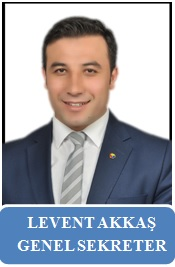 LEVENT AKKAŞ
GENEL SEKRETER